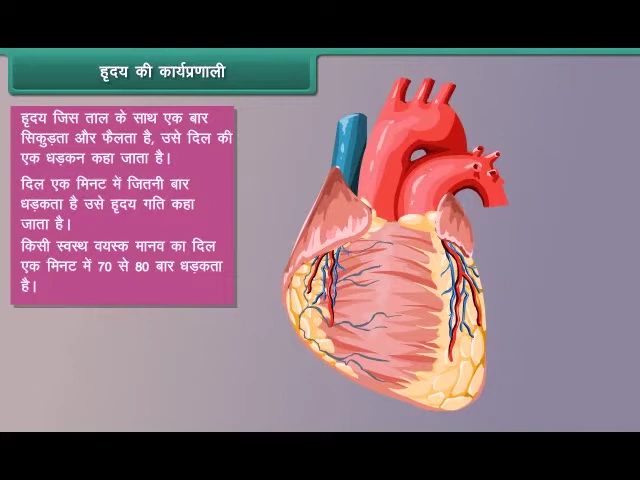 हृदय की कार्यप्रणाली
हृदय जिस ताल के साथ एक बार
सिकुड़ता और फैलता है, उसे दिल की
एक धड़कन कहा जाता है।
दिल एक मिनट में जितनी बार
धड़कता है उसे हृदय गति कहा
जाता है।
किसी स्वस्थ वयस्क मानव का दिल
एक मिनट में 70 से 80 बार धड़कता
है।